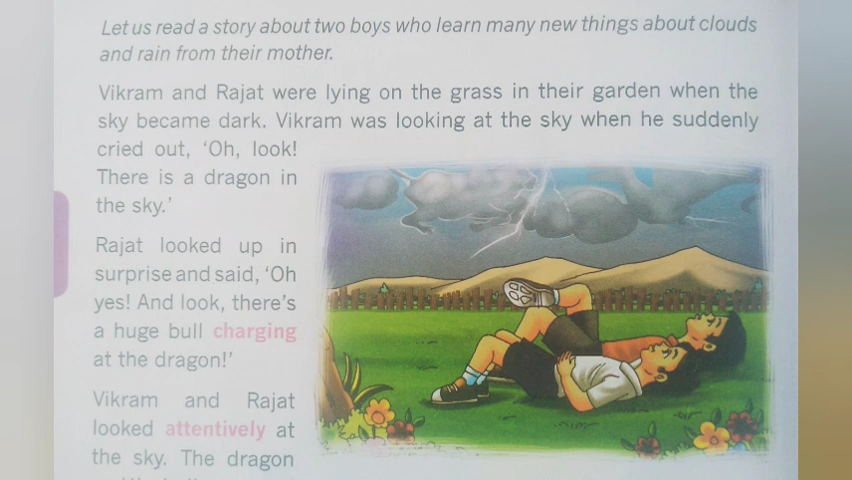 Let us read a story about two boys who learn many new things about clouds
and rain from their mother.
Vikram and Rajat were lying on the grass in their garden when the
sky became dark. Vikram was looking at the sky when he suddenly
cried out, ‘Oh, look!
There is a dragon in
the sky.’
Rajat looked up in
surprise and said, ‘Oh
yes! And look, there’s
a huge bull charging
at the dragon!’
Vikram and Rajat
looked attentively at
the sky. The dragon